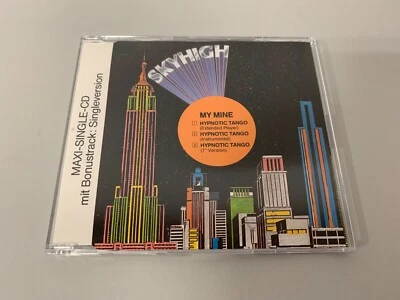 MAXI-SINGLE-CD
mit Bonustrack: Singleversion
SKYHIGH
MY MINE
1 HYPNOTIC TANGO
(Extended Player)
2 HYPNOTIC TANGO
(Instrumental)
3 HYPNOTIC TANGO
(7" Version)